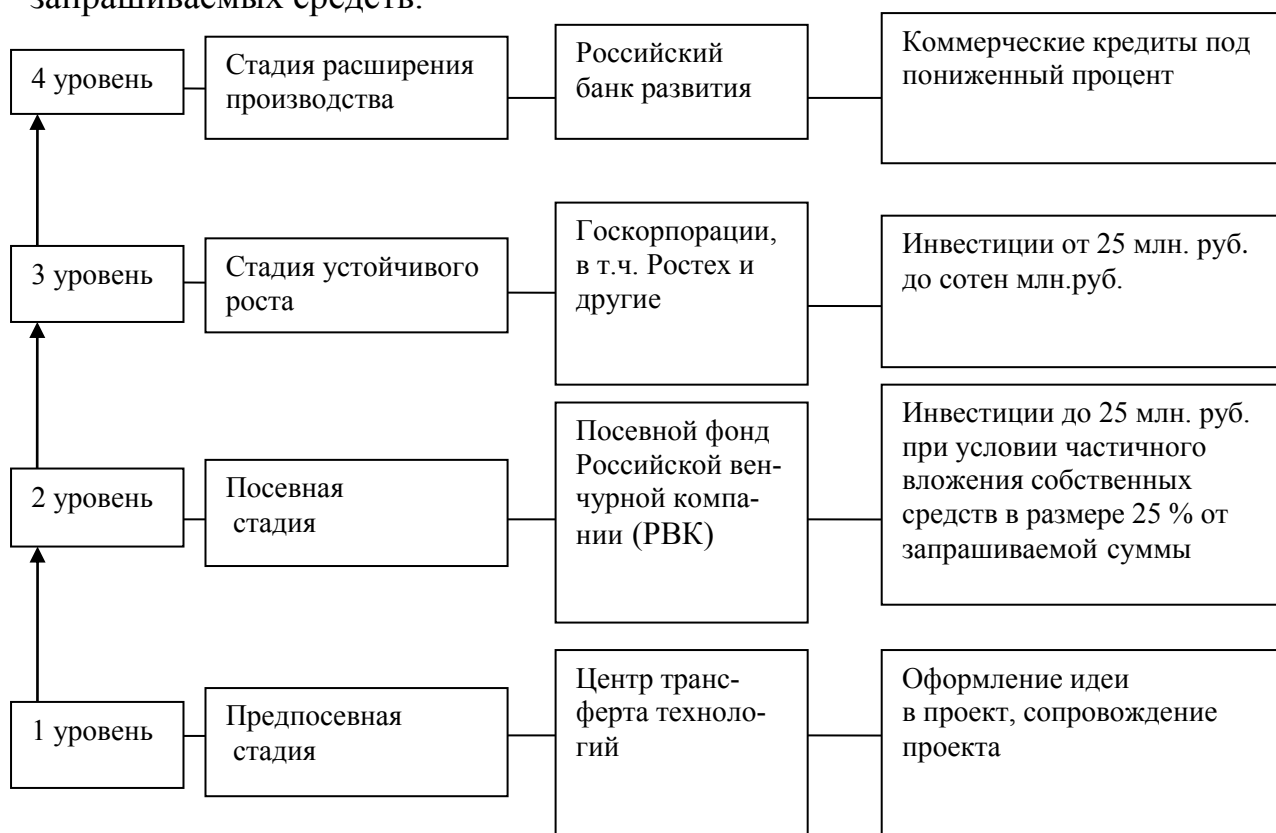 запрашиваемых средств.
4 уровень
Стадия расширения
производства
Российский
банк развития
Коммерческие кредиты под
пониженный процент
3 уровень
Стадия устойчивого
роста
Госкорпорации,
в т.ч. Ростех и
другие
Инвестиции от 25 млн. руб.
до сотен млн.руб.
2 уровень
Посевная
стадия
Посевной фонд
Российской вен-
чурной компа-
нии (РВК)
Инвестиции до 25 млн. руб.
при условии частичного
вложения собственных
средств в размере 25 % от
запрашиваемой суммы
1 уровень
Предпосевная
стадия
Центр транс-
ферта техноло-
гий
Оформление идеи
в проект, сопровождение
проекта